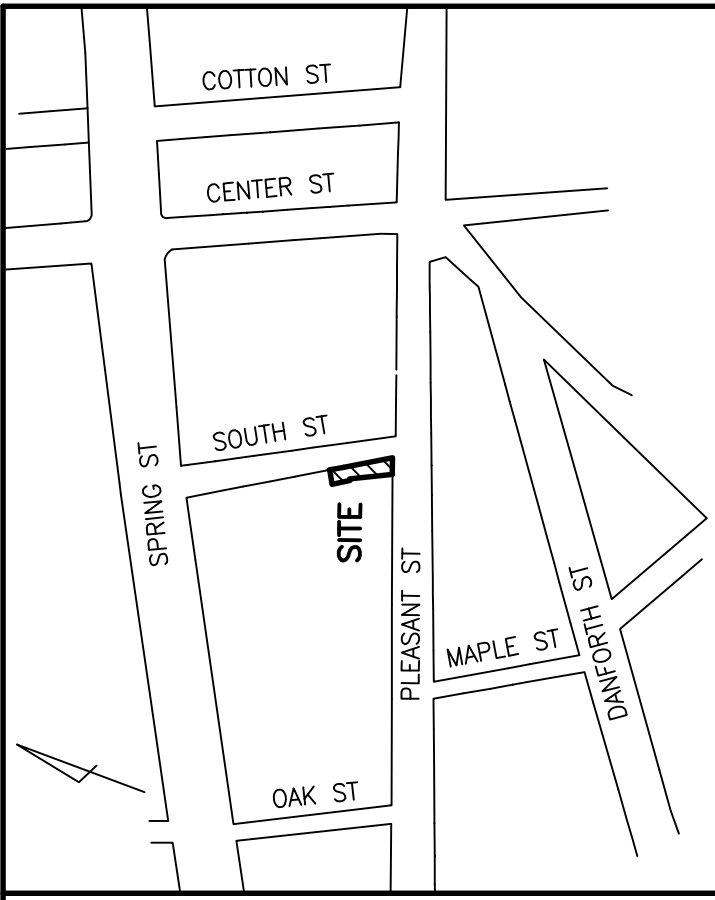 COTTON ST
CENTER ST
SOUTH ST
SPRING ST
SITE
PLEASANT ST
MAPLE ST
DANFORTH ST
OAK ST